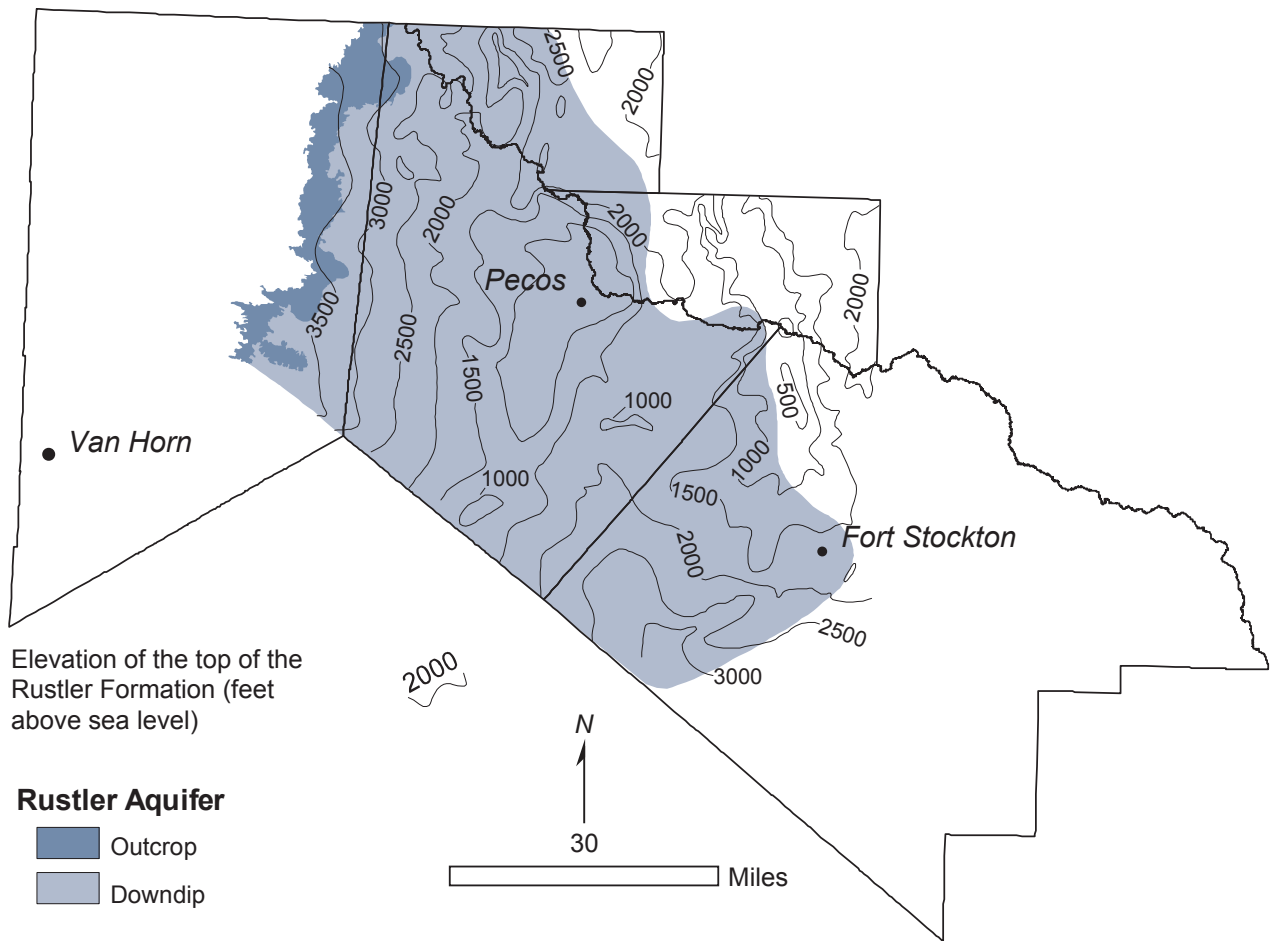 2500
2000
3000
2000
2000
Pecos
2000
3500
2500
1500
1000
500
Van Horn
1000
1000
1500
2000
Fort Stockton
2500
3000
Elevation of the top of the
Rustler Formation (feet
above sea level)
2000
N
30
Miles
Rustler Aquifer
Outcrop
Downdip